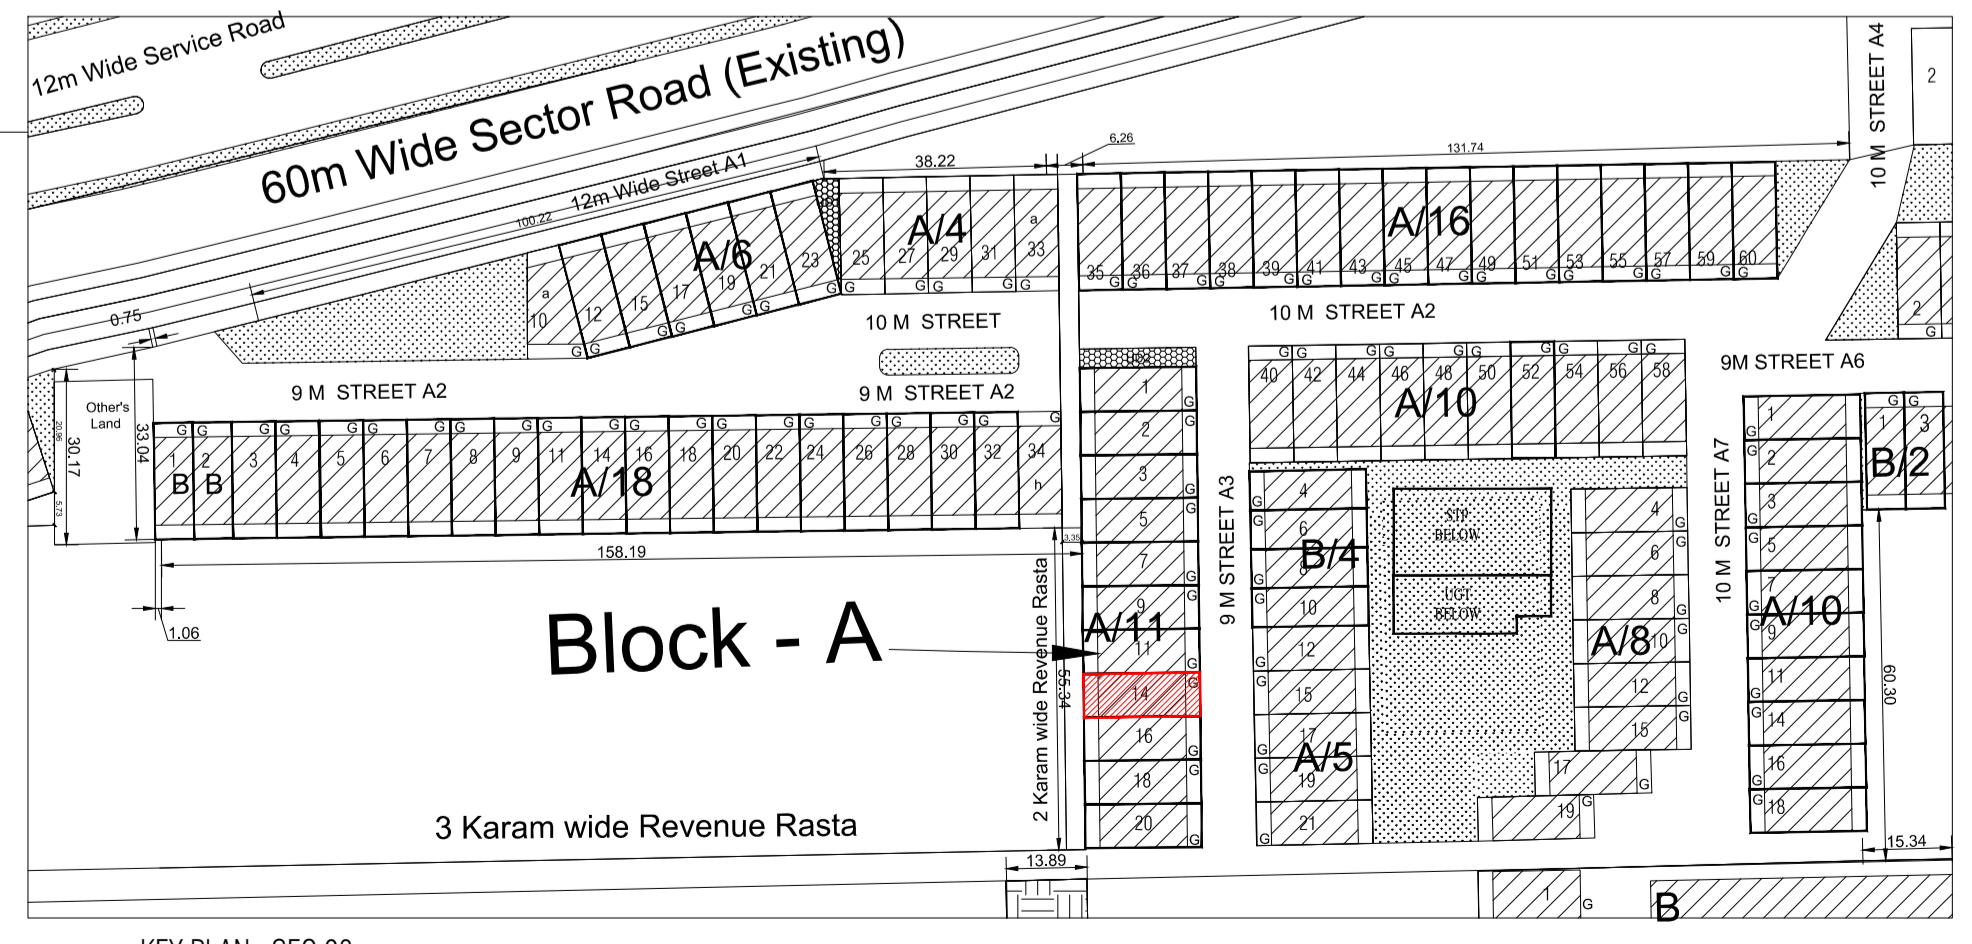 12m Wide Service Road
60m Wide Sector Road (Existing)
12m Wide Street A1
100.22
38.22
6.26
131.74
10 M STREET A4
2
0.75
A/6
a
10 12 15 17 19 21 23
G G G G G G G
A/4
a
25 27 29 31 33
G G G G G G
A/16
35 36 37 38 39 41 43 45 47 49 51 53 55 57 59 60
G G G G G G G G G G G G G G G G
2
G
10 M STREET
10 M STREET A2
9 M STREET A2
9 M STREET A2
9M STREET A6
Other's
Land
20.96
30.17
5.73
33.04
G G G G G G G G G G G G G G G G G G G G G
1 2 3 4 5 6 7 8 9 11 14 16 18 20 22 24 26 28 30 32 34
B B
A/18
h
158.19
3.35
1.06
Block - A
2 Karam wide Revenue Rasta
55.34
3 Karam wide Revenue Rasta
13.89
A/11
1 G
2 G
3 G
5 G
7 G
9 G
11 G
14 G
16 G
18 G
20 G
9 M STREET A3
G G G G G G G G G G
40 42 44 46 48 50 52 54 56 58
A/10
B/4
4 G
6 G
8 G
10 G
12 G
15 G
A/5
17 G
19 G
21 G
STP
BELOW
UGT
BELOW
A/8
4 G
6 G
8 G
10 G
12 G
15 G
17 G
19 G
10 M STREET A7
A/10
1 G
2 G
3 G
5 G
7 G
9 G
11 G
14 G
16 G
18 G
G G
1 3
B/2
60.30
15.34
1 G
B
KEY PLAN - SEC 98